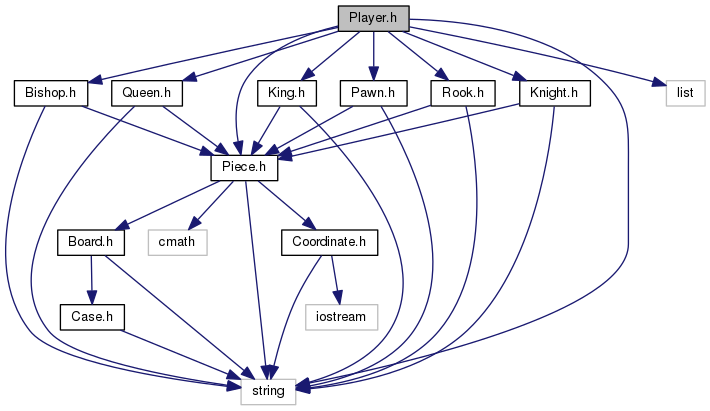 Player.h
Bishop.h
Queen.h
King.h
Pawn.h
Rook.h
Knight.h
list
Piece.h
Board.h
cmath
Coordinate.h
Case.h
iostream
string